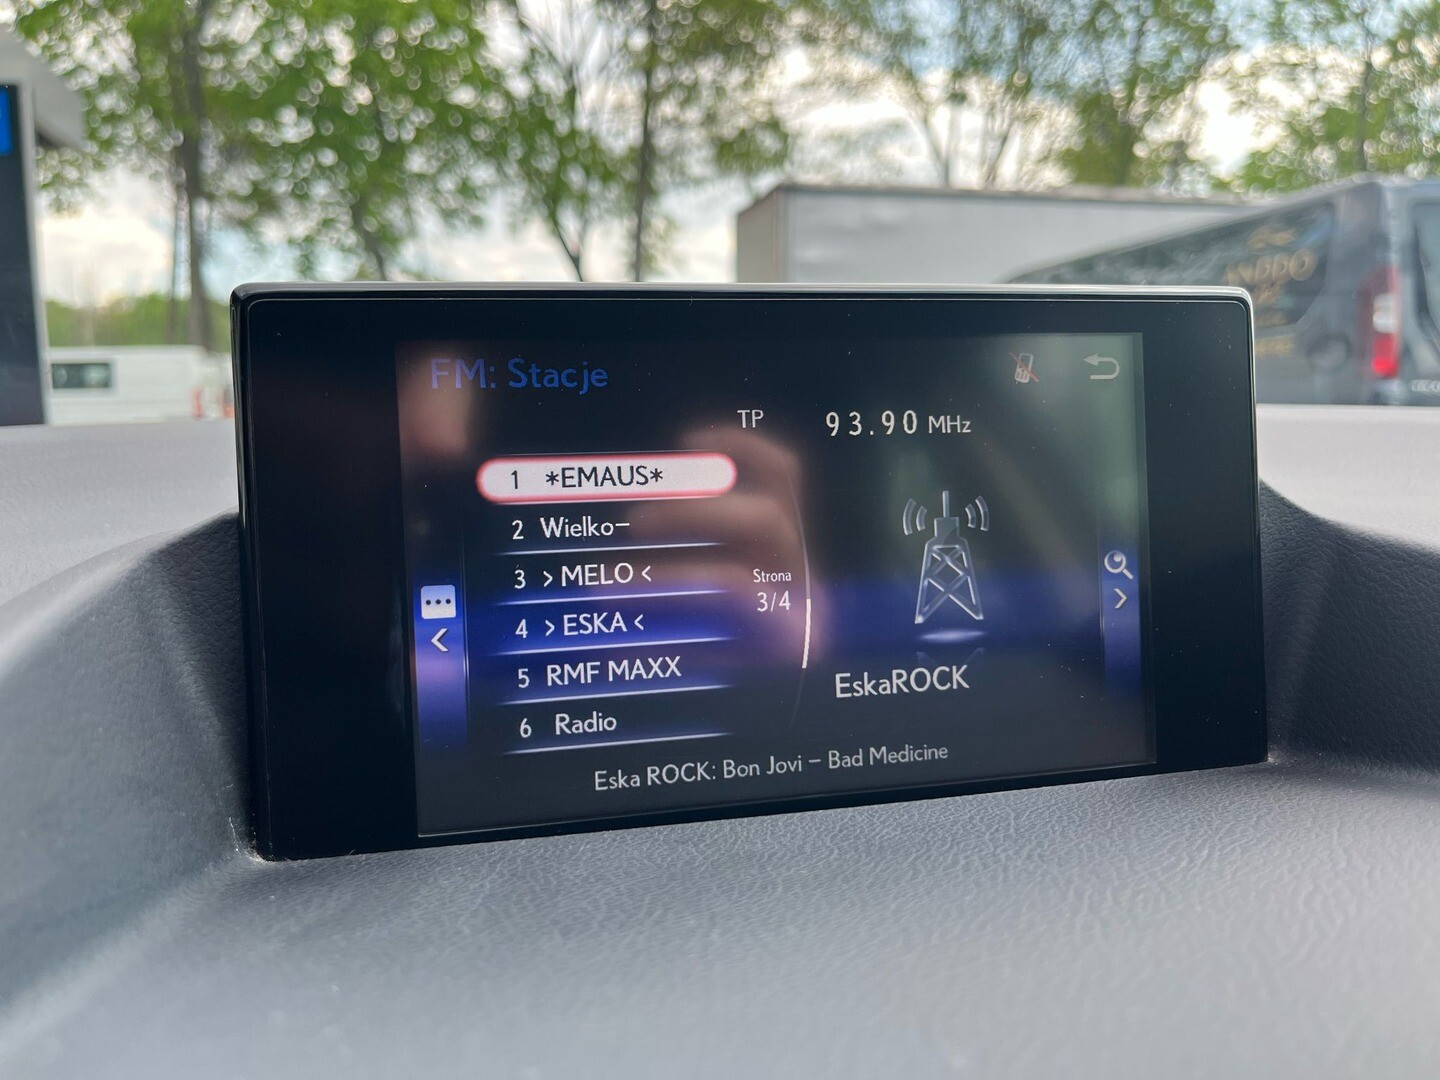 FM: Stacje
TP
93.90 MHz
1 *EMAUS*
2 Wielko-
3 > MELO <
4 > ESKA <
5 RMF MAXX
6 Radio
Strona
3/4
EskaROCK
Eska ROCK: Bon Jovi - Bad Medicine